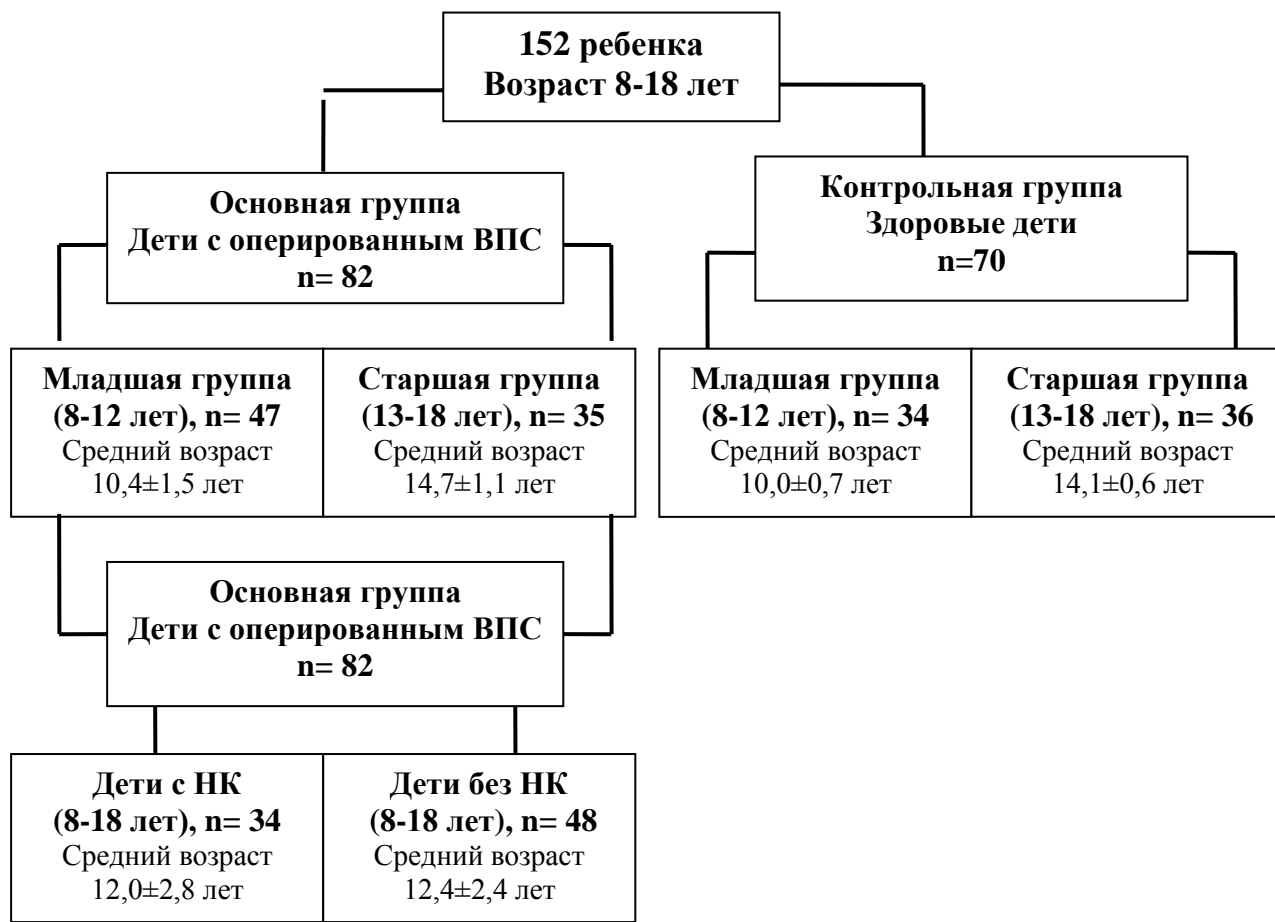 152 ребенка
Возраст 8-18 лет
Основная группа
Дети с оперированным ВПС
n= 82
Контрольная группа
Здоровые дети
n=70
Младшая группа
(8-12 лет), n= 47
Средний возраст
10,4±1,5 лет
Старшая группа
(13-18 лет), n= 35
Средний возраст
14,7±1,1 лет
Младшая группа
(8-12 лет), n= 34
Средний возраст
10,0±0,7 лет
Старшая группа
(13-18 лет), n= 36
Средний возраст
14,1±0,6 лет
Основная группа
Дети с оперированным ВПС
n= 82
Дети с НК
(8-18 лет), n= 34
Средний возраст
12,0±2,8 лет
Дети без НК
(8-18 лет), n= 48
Средний возраст
12,4±2,4 лет